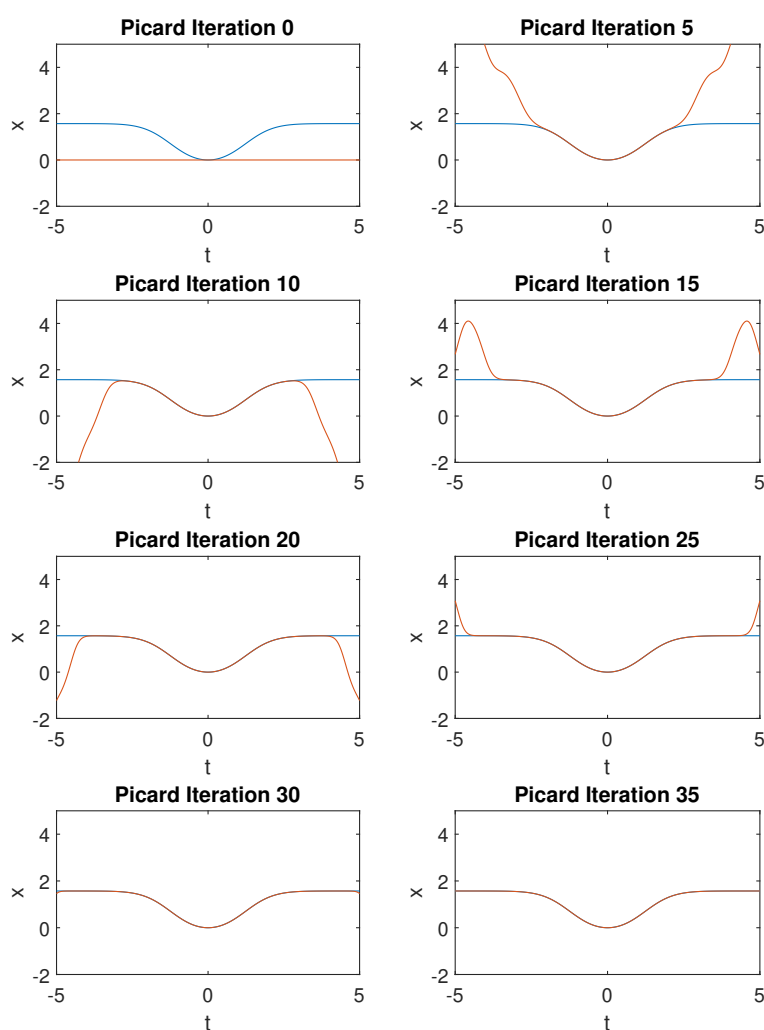 Picard Iteration 0
4
2
0
-2
x
-5
0
5
t
Picard Iteration 5
4
2
0
-2
x
-5
0
5
t
Picard Iteration 10
4
2
0
-2
x
-5
0
5
t
Picard Iteration 15
4
2
0
-2
x
-5
0
5
t
Picard Iteration 20
4
2
0
-2
x
-5
0
5
t
Picard Iteration 25
4
2
0
-2
x
-5
0
5
t
Picard Iteration 30
4
2
0
-2
x
-5
0
5
t
Picard Iteration 35
4
2
0
-2
x
-5
0
5
t